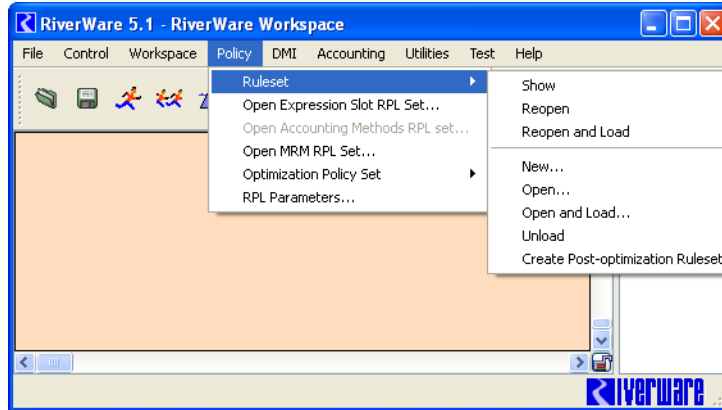 RiverWare 5.1 - RiverWare Workspace
File Control Workspace Policy DMI Accounting Utilities Test Help
Ruleset
Open Expression Slot RPL Set...
Open Accounting Methods RPL set...
Open MRM RPL Set...
Optimization Policy Set
RPL Parameters...
Show
Reopen
Reopen and Load
New...
Open...
Open and Load...
Unload
Create Post-optimization Ruleset
Riverware